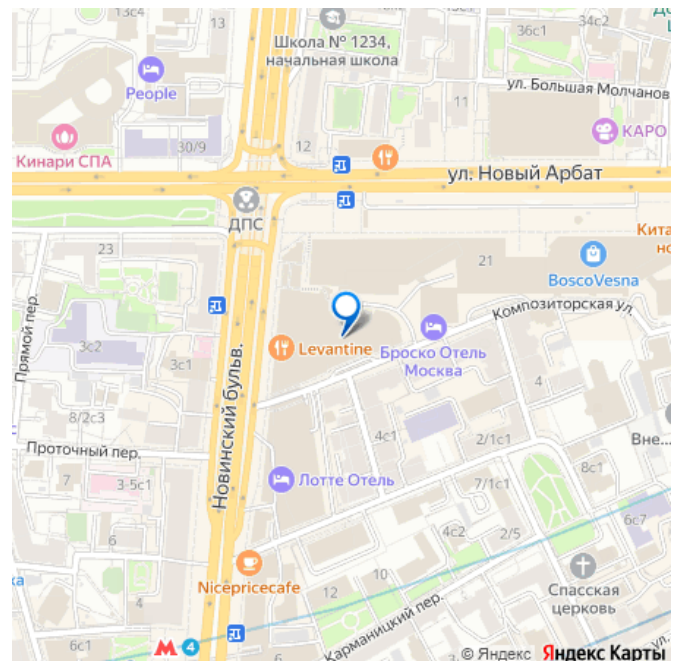 13с4
Школа № 1234,
начальная школа
36с1
34с2
People
ул. Большая Молчанов
11
КАРО
Кинари СПА
30/9
12
ул. Новый Арбат
ДПС
23
21
Кита
но
BoscoVesna
Прямой пер.
3с2
3с1
Levantine
Композиторская ул.
Броско Отель
Москва
4
Новинский бульв.
8/2с3
4с1
2/1с1
Вне...
Проточный пер.
3-5с1
Лотте Отель
7/1с1
8с1
6
4с2
2/5
6с7
Nicepricecafe
ка
12
10
Спасская
церковь
4
Карманицкий пер.
6с1
4
ул.
© Яндекс Яндекс Карты